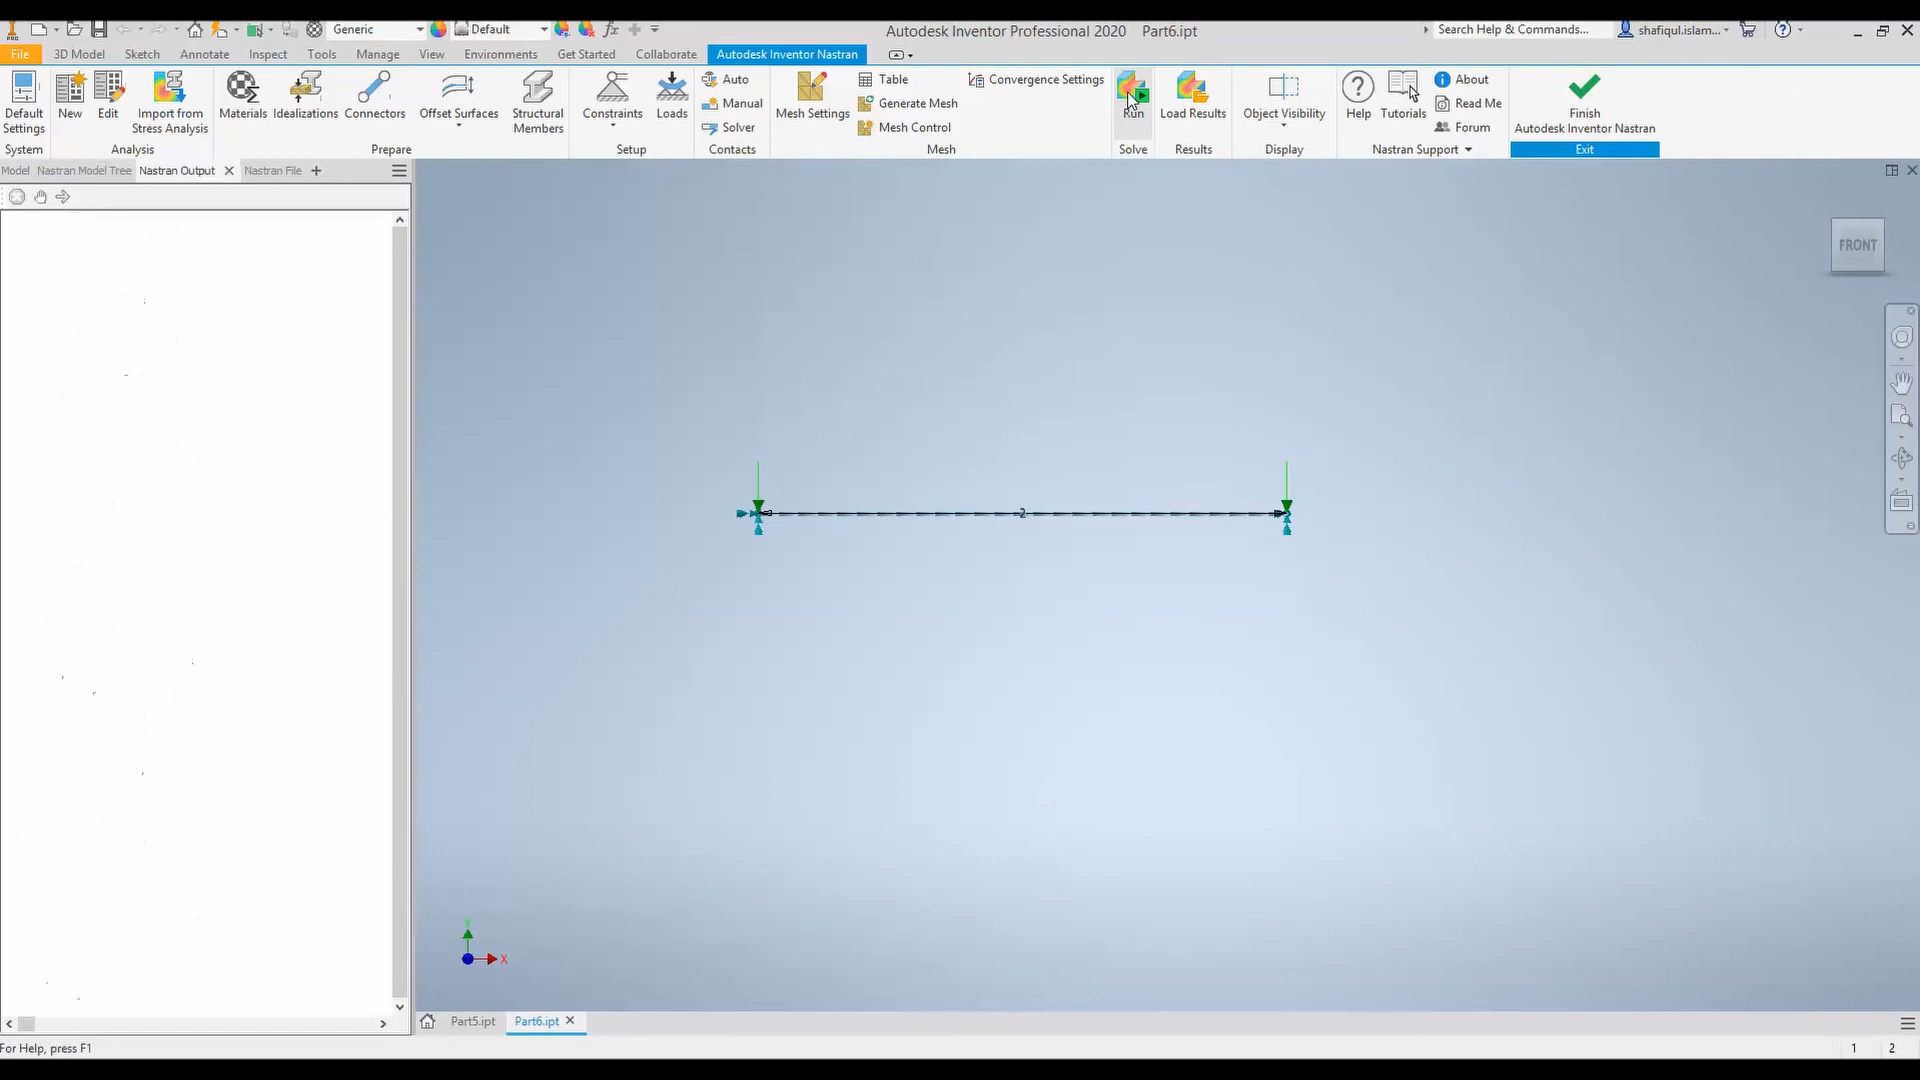 PRO
Generic
Default
fx
Autodesk Inventor Professional 2020 Part6.ipt
Search Help & Commands...
shafiqul.islam...
File 3D Model Sketch Annotate Inspect Tools Manage View Environments Get Started Collaborate Autodesk Inventor Nastran
Default Settings
New
Edit
Import from Stress Analysis
Materials
Idealizations
Connectors
Offset Surfaces
Structural Members
Constraints
Loads
Auto
Manual
Solver
Mesh Settings
Table
Generate Mesh
Mesh Control
Convergence Settings
Run
Load Results
Object Visibility
Help
Tutorials
About
Read Me
Forum
Finish
Autodesk Inventor Nastran
System Analysis Prepare Setup Contacts Mesh Solve Results Display Nastran Support Exit
Model Nastran Model Tree Nastran Output Nastran File
FRONT
2
Y
X
Part5.ipt Part6.ipt
For Help, press F1
1 2